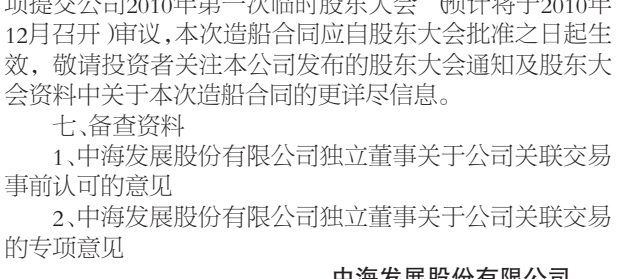 项提交公司2010年第一次临时股东大会（预计将于2010年
12月召开）审议，本次造船合同应自股东大会批准之日起生
效，敬请投资者关注本公司发布的股东大会通知及股东大
会资料中关于本次造船合同的更详尽信息。
七、备查资料
1、中海发展股份有限公司独立董事关于公司关联交易
事前认可的意见
2、中海发展股份有限公司独立董事关于公司关联交易
的专项意见
中海发展股份有限公司